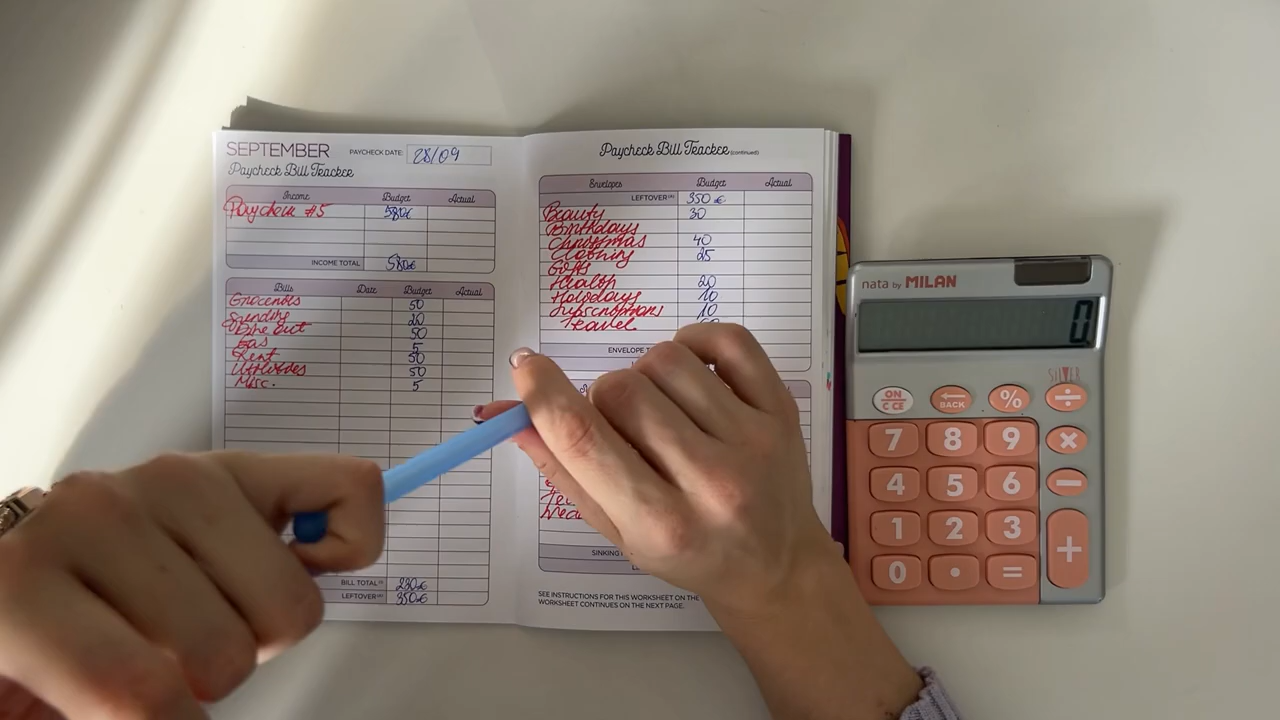 SEPTEMBER PAYCHECK DATE: 28/09
Paycheck Bill Tracker
Income Budget Actual
Paycheck #5 580€
INCOME TOTAL 580€
Bills Date Budget Actual
Groceries 50
Spending 20
Dine out 50
Gas 5
Rent 50
Utilities 50
Misc. 5
BILL TOTAL 230€
LEFTOVER 350€
Paycheck Bill Tracker (continued)
Envelopes Budget Actual
LEFTOVER 350€
Beauty 30
Birthdays
Christmas 40
Clothing 25
Gifts
Health 20
Holidays 10
Subscriptions 10
Travel
ENVELOPE
SINKING
SEE INSTRUCTIONS FOR THIS WORKSHEET ON THE
WORKSHEET CONTINUES ON THE NEXT PAGE.
nata by MILAN
0
SILVER
ON
C CE
BACK
% ÷
7 8 9 ×
4 5 6 −
1 2 3 +
0 • =